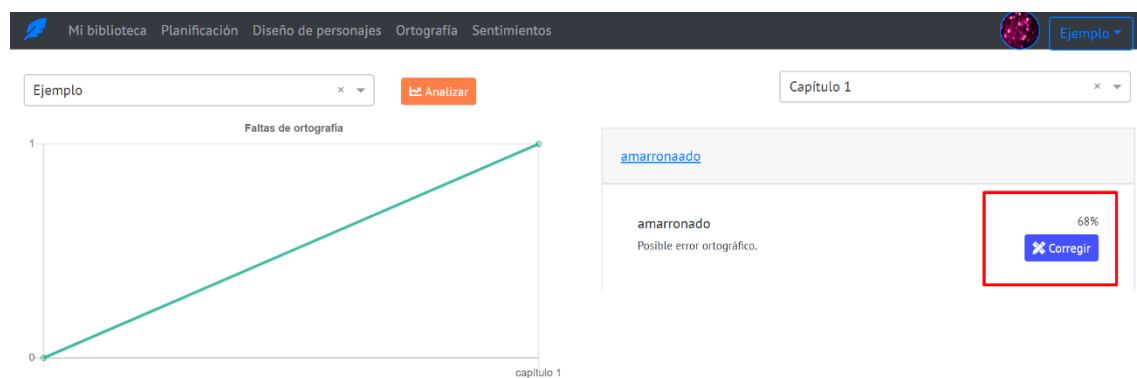 Mi biblioteca Planificación Diseño de personajes Ortografía Sentimientos Ejemplo
Ejemplo × Analizar
Capítulo 1 ×
Faltas de ortografía
1
0
capítulo 1
amarronaado
amarronado 68%
Posible error ortográfico. Corregir